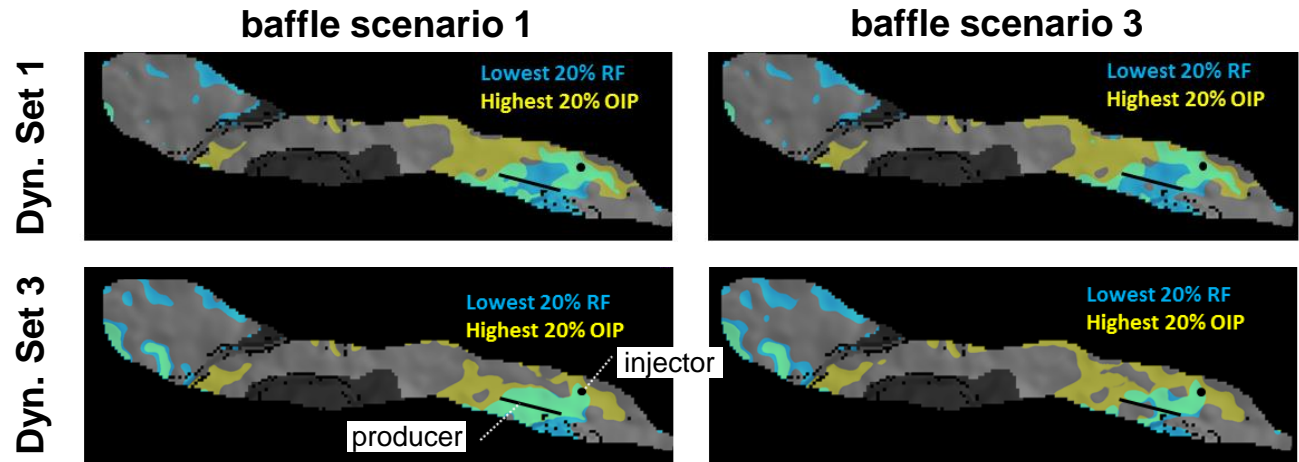 baffle scenario 1
baffle scenario 3
Dyn. Set 1
Lowest 20% RF
Highest 20% OIP
Lowest 20% RF
Highest 20% OIP
Dyn. Set 3
Lowest 20% RF
Highest 20% OIP
injector
producer
Lowest 20% RF
Highest 20% OIP